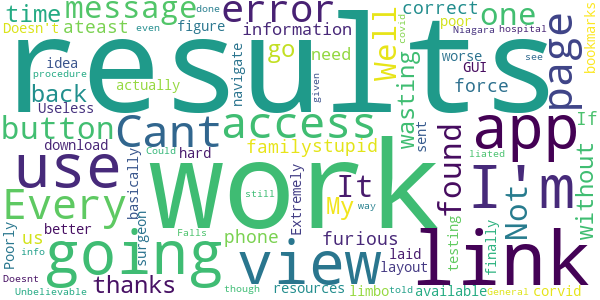 time message error correct one
Doesn't ateast figure information go Well poor done even
results
idea navigate need Wasting covid Niagara hospital bookmarks
back actually worse GUI see page
Useless procedure given force
button Cant access sent app
download hard family stupid found If
use work It Not' without
Every basically surgeon Extremely My I'm
us Could still way
better Falls phone furious laid testing finally liated
Poorly going view layout link
info though resources limbo told available General corvid
Doesnt thanks
Unbelievable